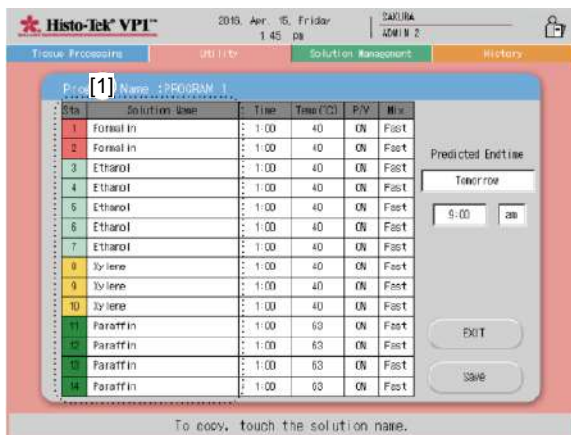 Histo-Tek® VP1™ 2016. Apr. 15, Friday SAKURA
1 45 pm ADMIN 2
Tissue Processing Utility Solution Management History
[1] Name :PROGRAM 1
Sta Solution Name Time Temp(℃) P/V Mix
1 Formalin 1:00 40 ON Fast
2 Formalin 1:00 40 ON Fast
3 Ethanol 1:00 40 ON Fast
4 Ethanol 1:00 40 ON Fast
5 Ethanol 1:00 40 ON Fast
6 Ethanol 1:00 40 ON Fast
7 Ethanol 1:00 40 ON Fast
8 Xylene 1:00 40 ON Fast
9 Xylene 1:00 40 ON Fast
10 Xylene 1:00 40 ON Fast
11 Paraffin 1:00 63 ON Fast
12 Paraffin 1:00 63 ON Fast
13 Paraffin 1:00 63 ON Fast
14 Paraffin 1:00 63 ON Fast
Predicted Endtime
Tomorrow
9:00 am
EXIT
Save
To copy, touch the solution name.